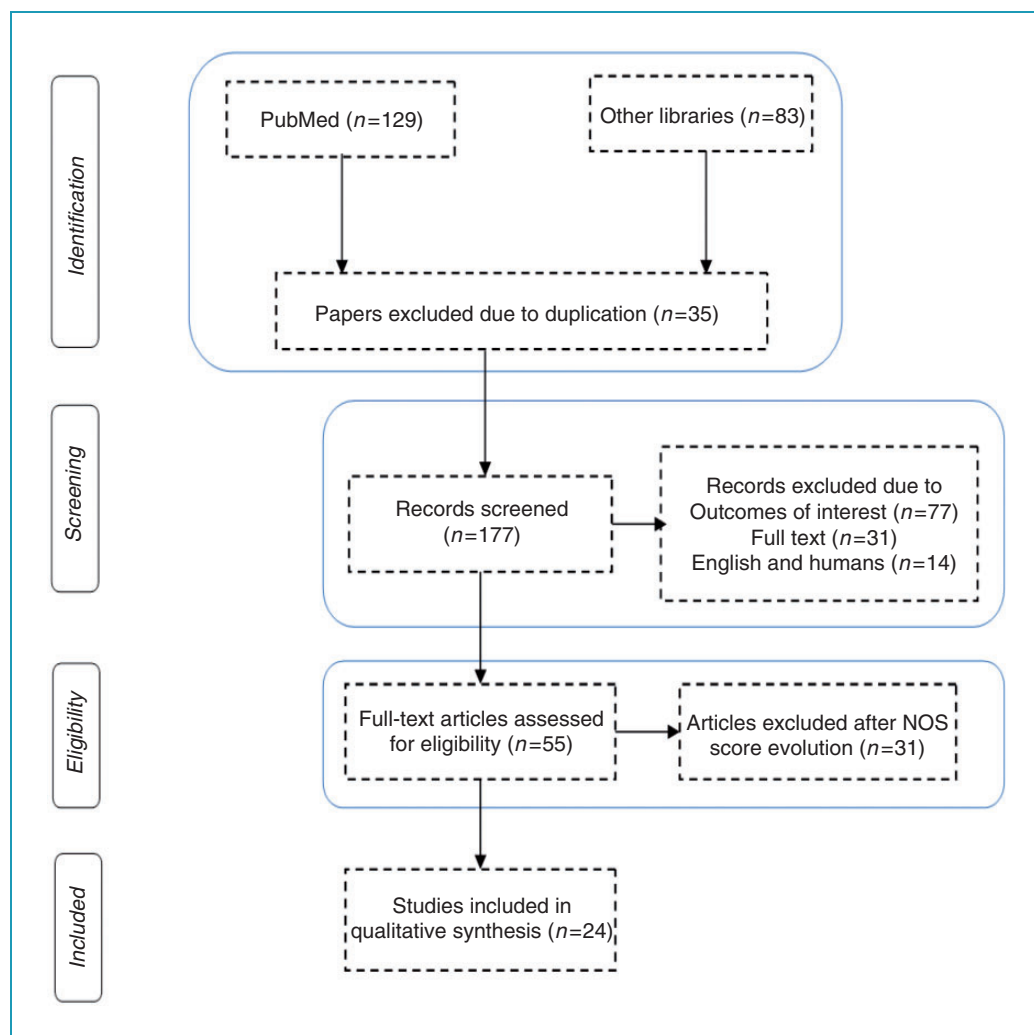 Identification
PubMed (n=129)
Other libraries (n=83)
Papers excluded due to duplication (n=35)
Screening
Records screened
(n=177)
Records excluded due to
Outcomes of interest (n=77)
Full text (n=31)
English and humans (n=14)
Eligibility
Full-text articles assessed
for eligibility (n=55)
Articles excluded after NOS
score evolution (n=31)
Included
Studies included in
qualitative synthesis (n=24)